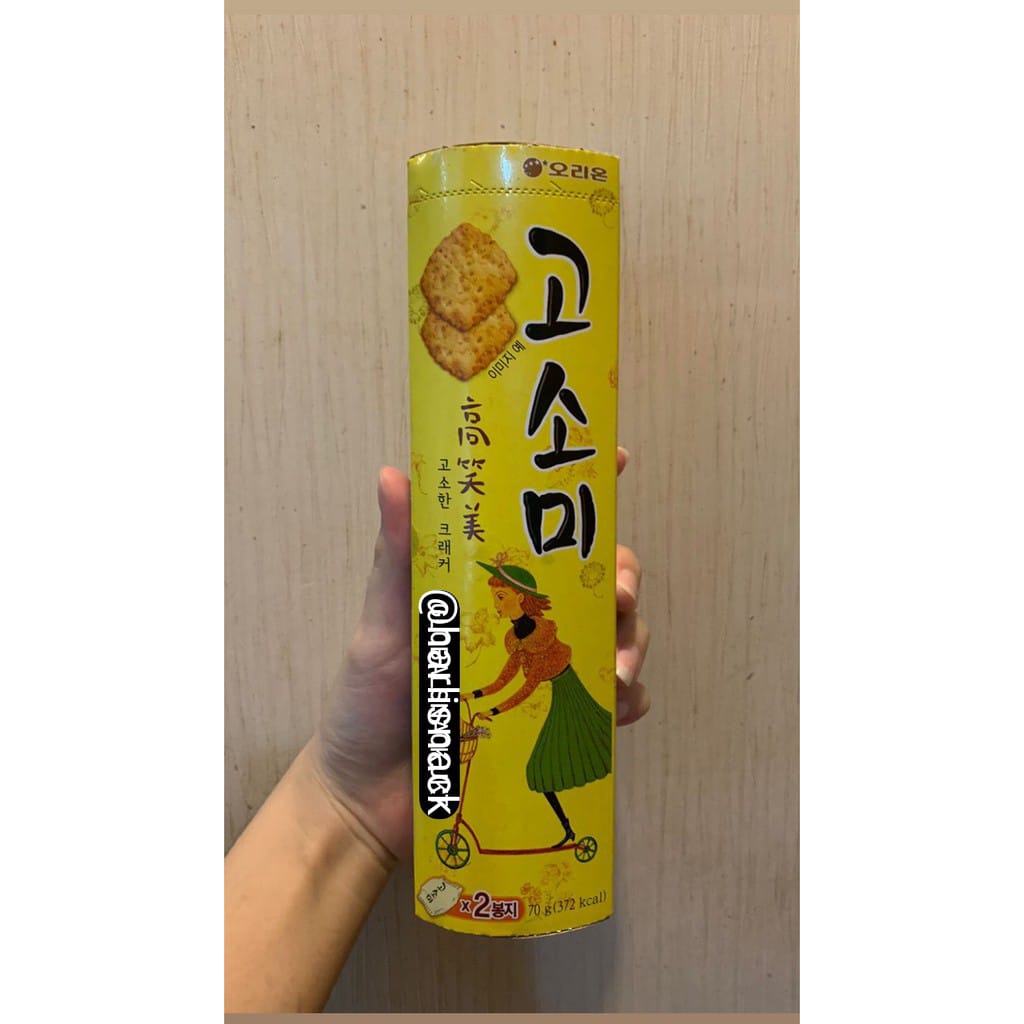 오리온
고소미
이미지 예
高笑美
고소한 크래커
x2봉지
70 g(372 kcal)